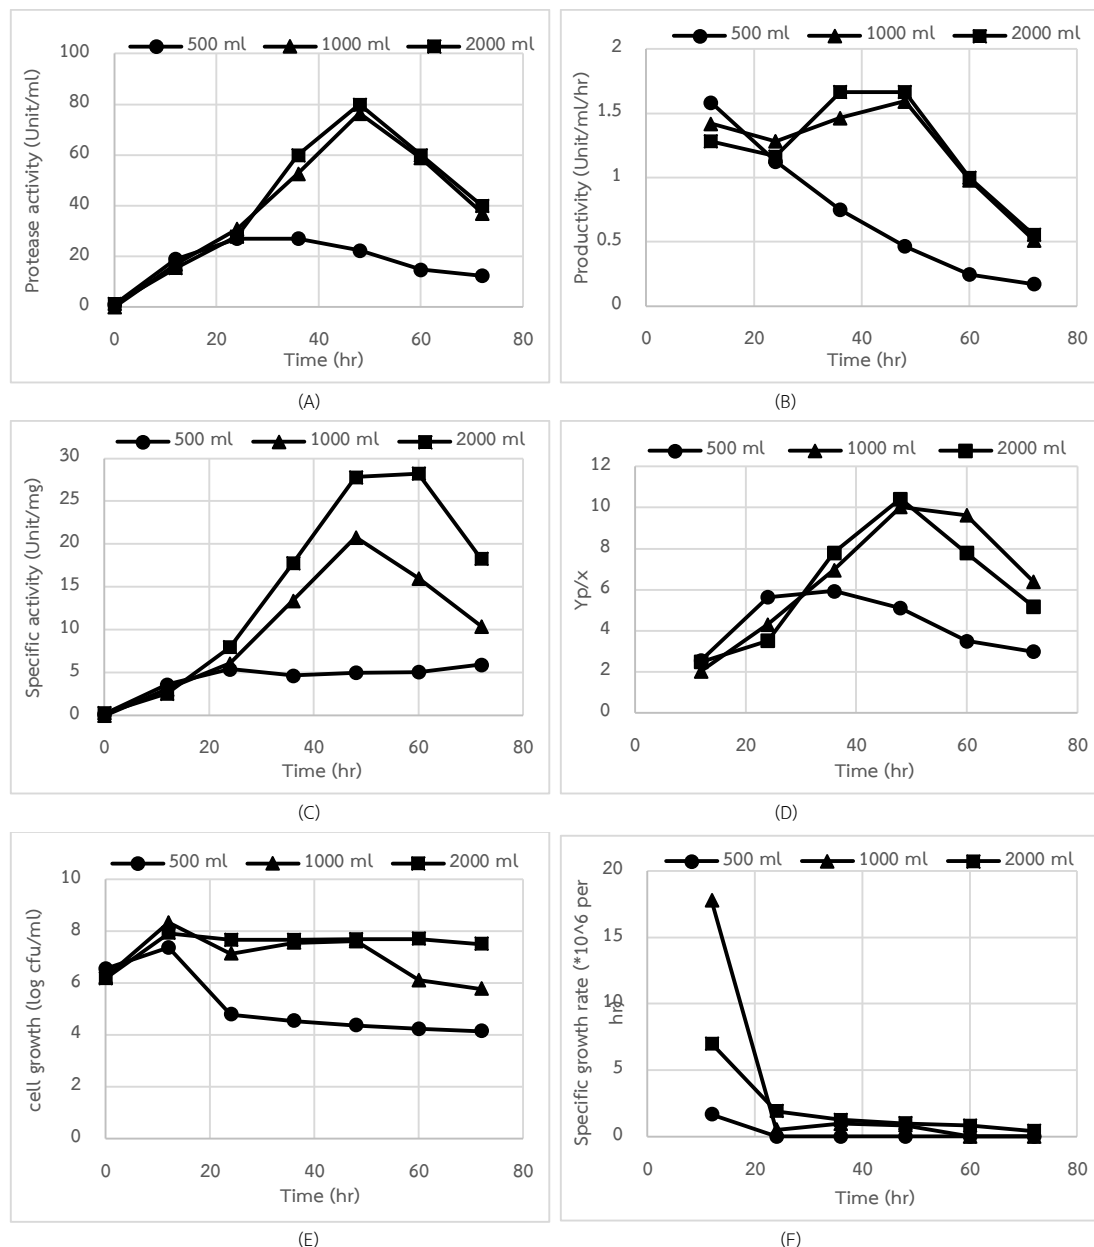 500 ml 1000 ml 2000 ml
Protease activity (Unit/ml)
100
80
60
40
20
0
0 20 40 60 80
Time (hr)
(A)
500 ml 1000 ml 2000 ml
Productivity (Unit/ml/hr)
2
1.5
1
0.5
0
0 20 40 60 80
Time (hr)
(B)
500 ml 1000 ml 2000 ml
Specific activity (Unit/mg)
30
25
20
15
10
5
0
0 20 40 60 80
Time (hr)
(C)
500 ml 1000 ml 2000 ml
Yp/x
12
10
8
6
4
2
0
0 20 40 60 80
Time (hr)
(D)
500 ml 1000 ml 2000 ml
cell growth (log cfu/ml)
10
8
6
4
2
0
0 20 40 60 80
Time (hr)
(E)
500 ml 1000 ml 2000 ml
Specific growth rate (*10^6 per
hr)
20
15
10
5
0
0 20 40 60 80
Time (hr)
(F)